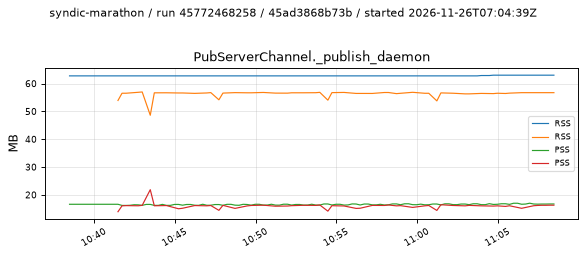 syndic-marathon / run 45772468258 / 45ad3868b73b / started 2026-11-26T07:04:39Z
PubServerChannel._publish_daemon
MB
60
50
40
30
20
RSS
RSS
PSS
PSS
10:40
10:45
10:50
10:55
11:00
11:05